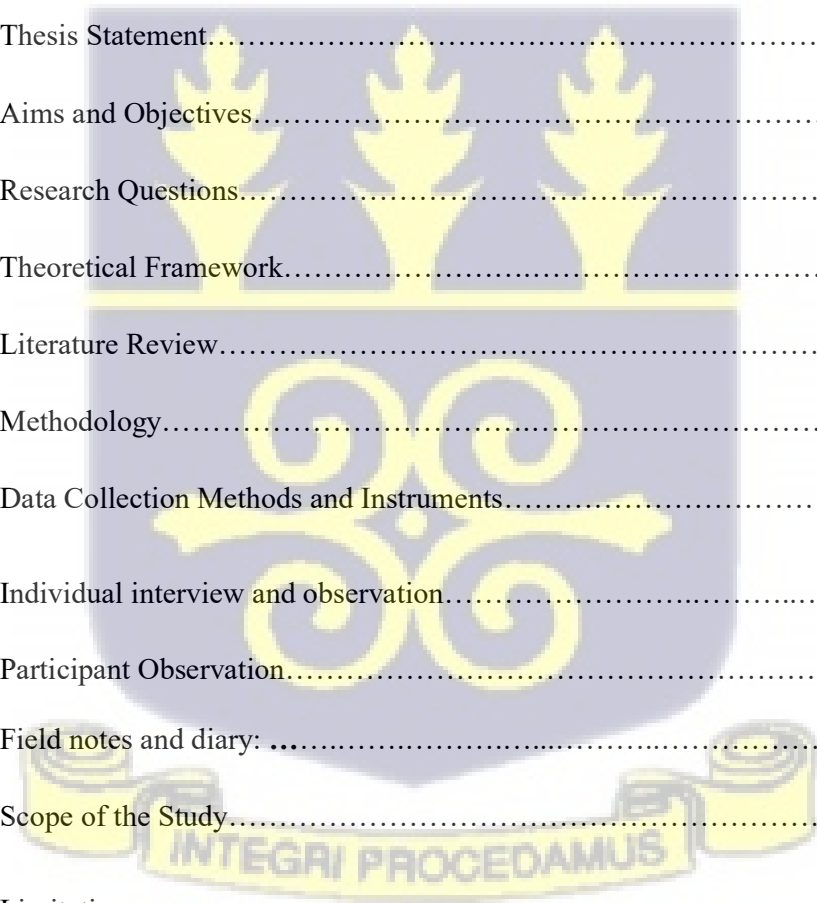 Thesis Statement……………………………………………………………………
Aims and Objectives…………………………………………………………………
Research Questions…………………………………………………………………
Theoretical Framework………………………………………………………………
Literature Review……………………………………………………………………
Methodology…………………………………………………………………………
Data Collection Methods and Instruments……………………………………
Individual interview and observation………………………..………...…
Participant Observation……………………………………………………………
Field notes and diary: …...…………..………...…………..………………
Scope of the Study……………………………………………………………………
INTEGRI PROCEDAMUS